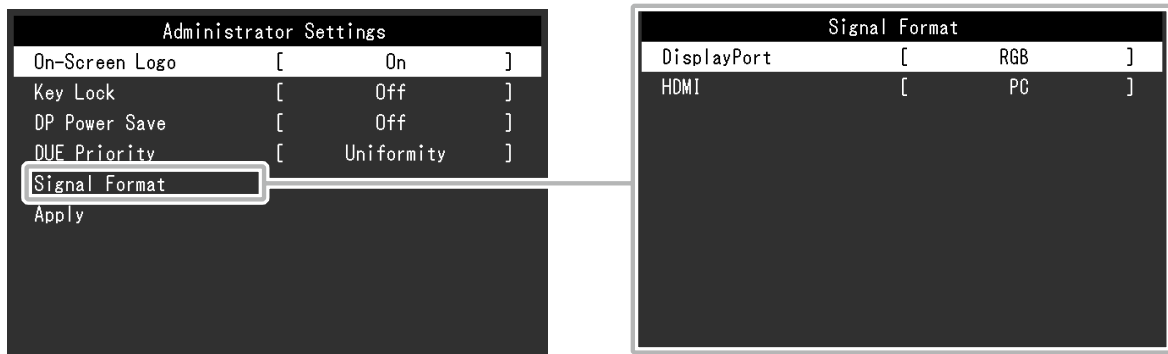 Administrator Settings
On-Screen Logo [ On ]
Key Lock [ Off ]
DP Power Save [ Off ]
DUE Priority [ Uniformity ]
Signal Format
Apply
Signal Format
DisplayPort [ RGB ]
HDMI [ PC ]